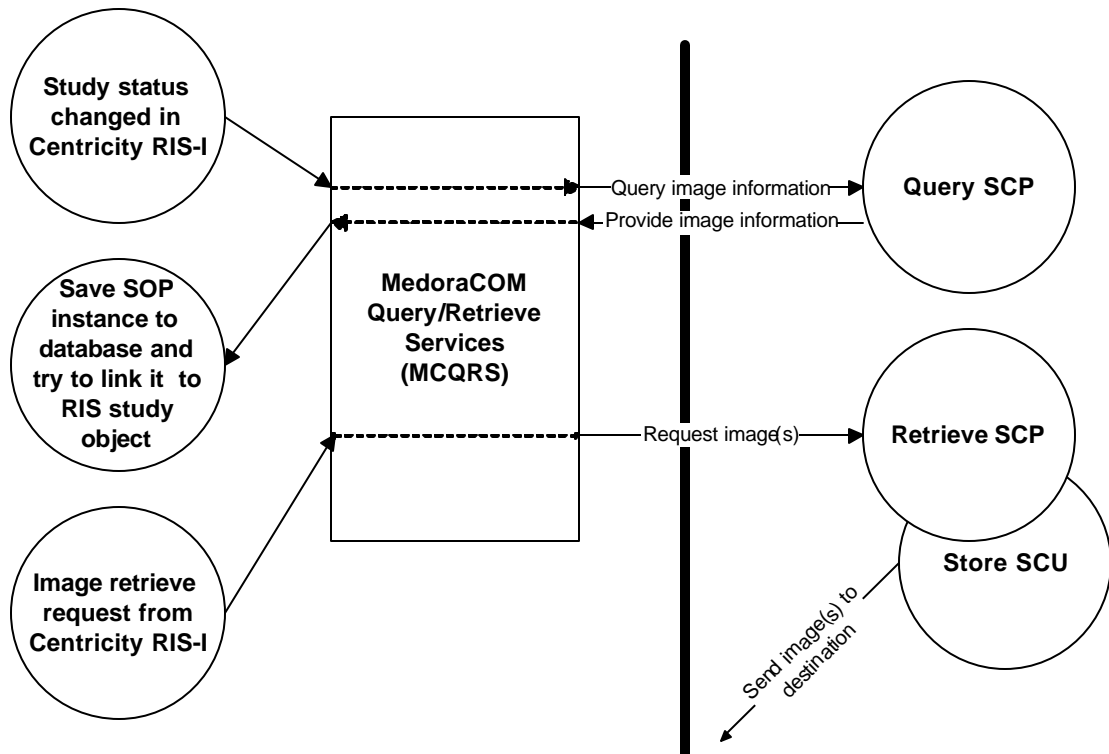 Study status
changed in
Centricity RIS-I
Query image information
Provide image information
Query SCP
Save SOP
instance to
database and
try to link it to
RIS study
object
MedoraCOM
Query/Retrieve
Services
(MCQRS)
Request image(s)
Retrieve SCP
Store SCU
Image retrieve
request from
Centricity RIS-I
Send image(s) to
destination